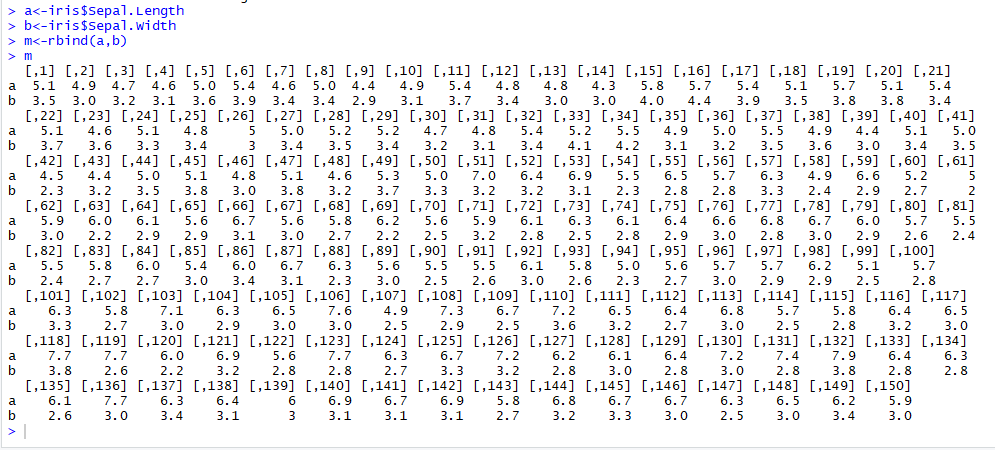 > a<-iris$Sepal.Length
> b<-iris$Sepal.Width
> m<-rbind(a,b)
> m
[,1] [,2] [,3] [,4] [,5] [,6] [,7] [,8] [,9] [,10] [,11] [,12] [,13] [,14] [,15] [,16] [,17] [,18] [,19] [,20] [,21]
a 5.1 4.9 4.7 4.6 5.0 5.4 4.6 5.0 4.4 4.9 5.4 4.8 4.8 4.3 5.8 5.7 5.4 5.1 5.7 5.1 5.4
b 3.5 3.0 3.2 3.1 3.6 3.9 3.4 3.4 2.9 3.1 3.7 3.4 3.0 3.0 4.0 4.4 3.9 3.5 3.8 3.8 3.4
[,22] [,23] [,24] [,25] [,26] [,27] [,28] [,29] [,30] [,31] [,32] [,33] [,34] [,35] [,36] [,37] [,38] [,39] [,40] [,41]
a 5.1 4.6 5.1 4.8 5 5.0 5.2 5.2 4.7 4.8 5.4 5.2 5.5 4.9 5.0 5.5 4.9 4.4 5.1 5.0
b 3.7 3.6 3.3 3.4 3 3.4 3.5 3.4 3.2 3.1 3.4 4.1 4.2 3.1 3.2 3.5 3.6 3.0 3.4 3.5
[,42] [,43] [,44] [,45] [,46] [,47] [,48] [,49] [,50] [,51] [,52] [,53] [,54] [,55] [,56] [,57] [,58] [,59] [,60] [,61]
a 4.5 4.4 5.0 5.1 4.8 5.1 4.6 5.3 5.0 7.0 6.4 6.9 5.5 6.5 5.7 6.3 4.9 6.6 5.2 5
b 2.3 3.2 3.5 3.8 3.0 3.8 3.2 3.7 3.3 3.2 3.2 3.1 2.3 2.8 2.8 3.3 2.4 2.9 2.7 2
[,62] [,63] [,64] [,65] [,66] [,67] [,68] [,69] [,70] [,71] [,72] [,73] [,74] [,75] [,76] [,77] [,78] [,79] [,80] [,81]
a 5.9 6.0 6.1 5.6 6.7 5.6 5.8 6.2 5.6 5.9 6.1 6.3 6.1 6.4 6.6 6.8 6.7 6.0 5.7 5.5
b 3.0 2.2 2.9 2.9 3.1 3.0 2.7 2.2 2.5 3.2 2.8 2.5 2.8 2.9 3.0 2.8 3.0 2.9 2.6 2.4
[,82] [,83] [,84] [,85] [,86] [,87] [,88] [,89] [,90] [,91] [,92] [,93] [,94] [,95] [,96] [,97] [,98] [,99] [,100]
a 5.5 5.8 6.0 5.4 6.0 6.7 6.3 5.6 5.5 5.5 6.1 5.8 5.0 5.6 5.7 5.7 6.2 5.1 5.7
b 2.4 2.7 2.7 3.0 3.4 3.1 2.3 3.0 2.5 2.6 3.0 2.6 2.3 2.7 3.0 2.9 2.9 2.5 2.8
[,101] [,102] [,103] [,104] [,105] [,106] [,107] [,108] [,109] [,110] [,111] [,112] [,113] [,114] [,115] [,116] [,117]
a 6.3 5.8 7.1 6.3 6.5 7.6 4.9 7.3 6.7 7.2 6.5 6.4 6.8 5.7 5.8 6.4 6.5
b 3.3 2.7 3.0 2.9 3.0 3.0 2.5 2.9 2.5 3.6 3.2 2.7 3.0 2.5 2.8 3.2 3.0
[,118] [,119] [,120] [,121] [,122] [,123] [,124] [,125] [,126] [,127] [,128] [,129] [,130] [,131] [,132] [,133] [,134]
a 7.7 7.7 6.0 6.9 5.6 7.7 6.3 6.7 7.2 6.2 6.1 6.4 7.2 7.4 7.9 6.4 6.3
b 3.8 2.6 2.2 3.2 2.8 2.8 2.7 3.3 3.2 2.8 3.0 2.8 3.0 2.8 3.8 2.8 2.8
[,135] [,136] [,137] [,138] [,139] [,140] [,141] [,142] [,143] [,144] [,145] [,146] [,147] [,148] [,149] [,150]
a 6.1 7.7 6.3 6.4 6 6.9 6.7 6.9 5.8 6.8 6.7 6.7 6.3 6.5 6.2 5.9
b 2.6 3.0 3.4 3.1 3 3.1 3.1 3.1 2.7 3.2 3.3 3.0 2.5 3.0 3.4 3.0
>